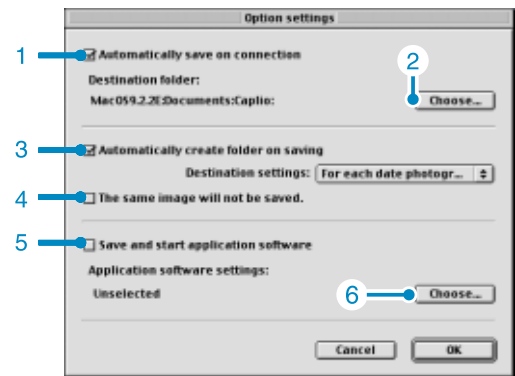 Option settings
1 Automatically save on connection
Destination folder:
2
Mac OS9.2.2E:Documents:Caplio: Choose...
3 Automatically create folder on saving
Destination settings: For each date photogr...
4 The same image will not be saved.
5 Save and start application software
Application software settings:
Unselected 6 Choose...
Cancel OK